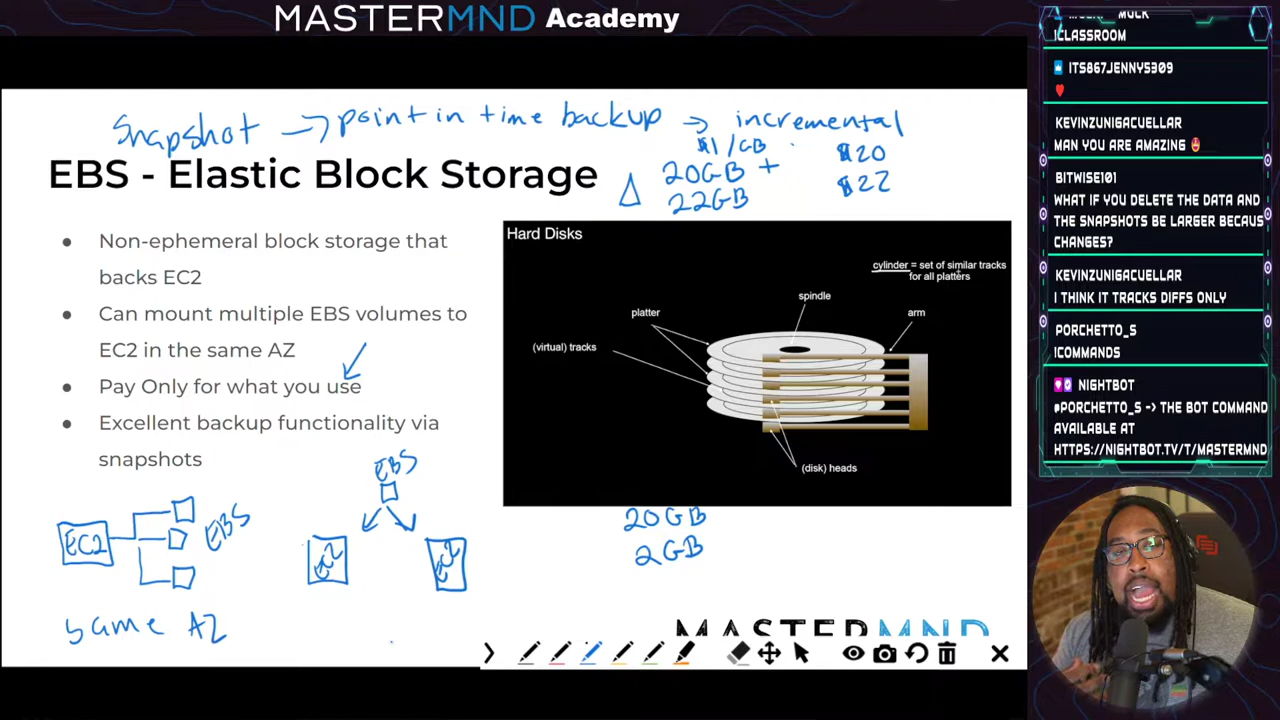 MASTERMND Academy
Snapshot → point in time backup → incremental
$1/GB
EBS - Elastic Block Storage
20GB +
$20
Δ 22GB
$22
● Non-ephemeral block storage that
backs EC2
● Can mount multiple EBS volumes to
EC2 in the same AZ
● Pay Only for what you use
● Excellent backup functionality via
snapshots
Hard Disks
cylinder = set of similar tracks
for all platters
spindle
platter
arm
(virtual) tracks
(disk) heads
EBS
EC2
EBS
EC2
EC2
same AZ
20GB
2GB
MASTERMND
!CLASSROOM
ITS867JENNY5309
KEVINZUNIGACUELLAR
MAN YOU ARE AMAZING 🤩
BITWISE101
WHAT IF YOU DELETE THE DATA AND
THE SNAPSHOTS BE LARGER BECAUS
CHANGES?
KEVINZUNIGACUELLAR
I THINK IT TRACKS DIFFS ONLY
PORCHETTO_S
!COMMANDS
NIGHTBOT
@PORCHETTO_S -> THE BOT COMMAND
AVAILABLE AT
HTTPS://NIGHTBOT.TV/T/MASTERMND